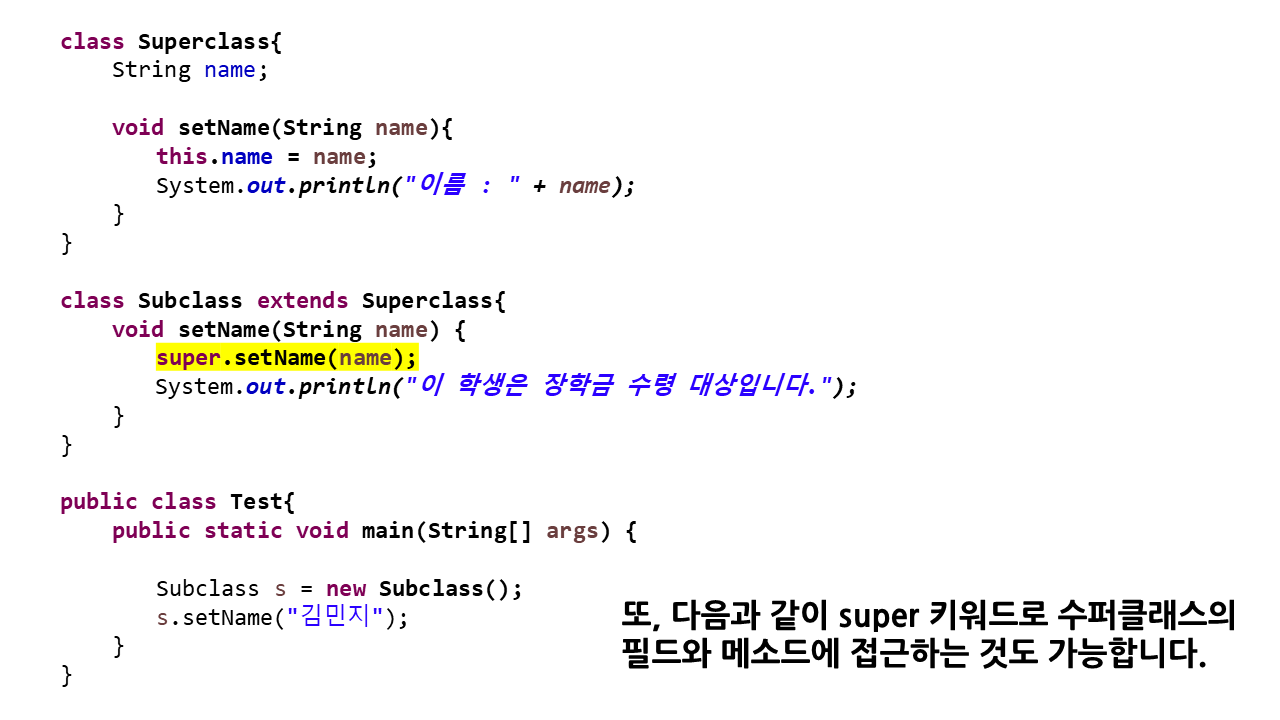 class Superclass{
String name;
void setName(String name){
this.name = name;
System.out.println("이름 : " + name);
}
}
class Subclass extends Superclass{
void setName(String name) {
super.setName(name);
System.out.println("이 학생은 장학금 수령 대상입니다.");
}
}
public class Test{
public static void main(String[] args) {
Subclass s = new Subclass();
s.setName("김민지");
}
}
또, 다음과 같이 super 키워드로 수퍼클래스의
필드와 메소드에 접근하는 것도 가능합니다.